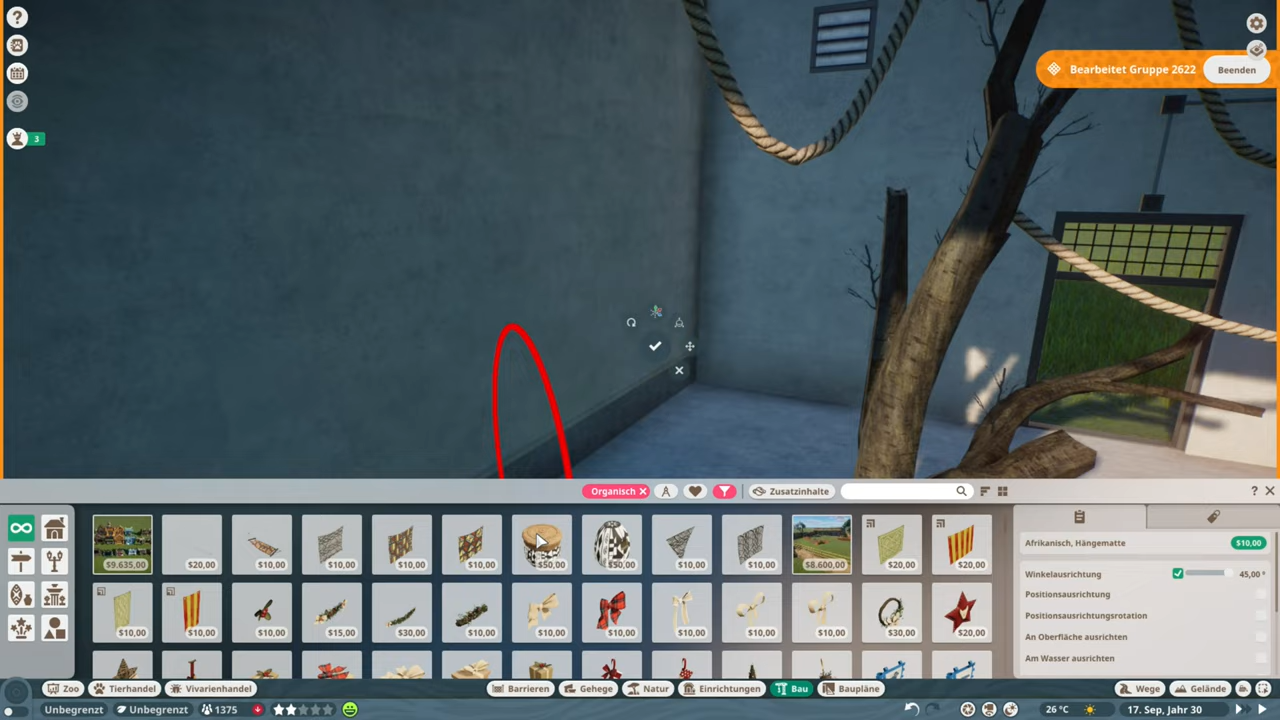 ?
3
Bearbeitet Gruppe 2622
Beenden
Organisch ×
Zusatzinhalte
? ×
$9.635,00
$20,00
$10,00
$10,00
$10,00
$10,00
$50,00
$50,00
$10,00
$10,00
$8.600,00
$20,00
$20,00
$10,00
$10,00
$10,00
$15,00
$30,00
$10,00
$10,00
$10,00
$10,00
$10,00
$10,00
$30,00
$20,00
Afrikanisch, Hängematte
$10,00
Winkelausrichtung
45,00 °
Positionsausrichtung
Positionsausrichtungsrotation
An Oberfläche ausrichten
Am Wasser ausrichten
Zoo
Tierhandel
Vivarienhandel
Barrieren
Gehege
Natur
Einrichtungen
Bau
Baupläne
Wege
Gelände
Unbegrenzt
Unbegrenzt
1375
26 °C
17. Sep, Jahr 30